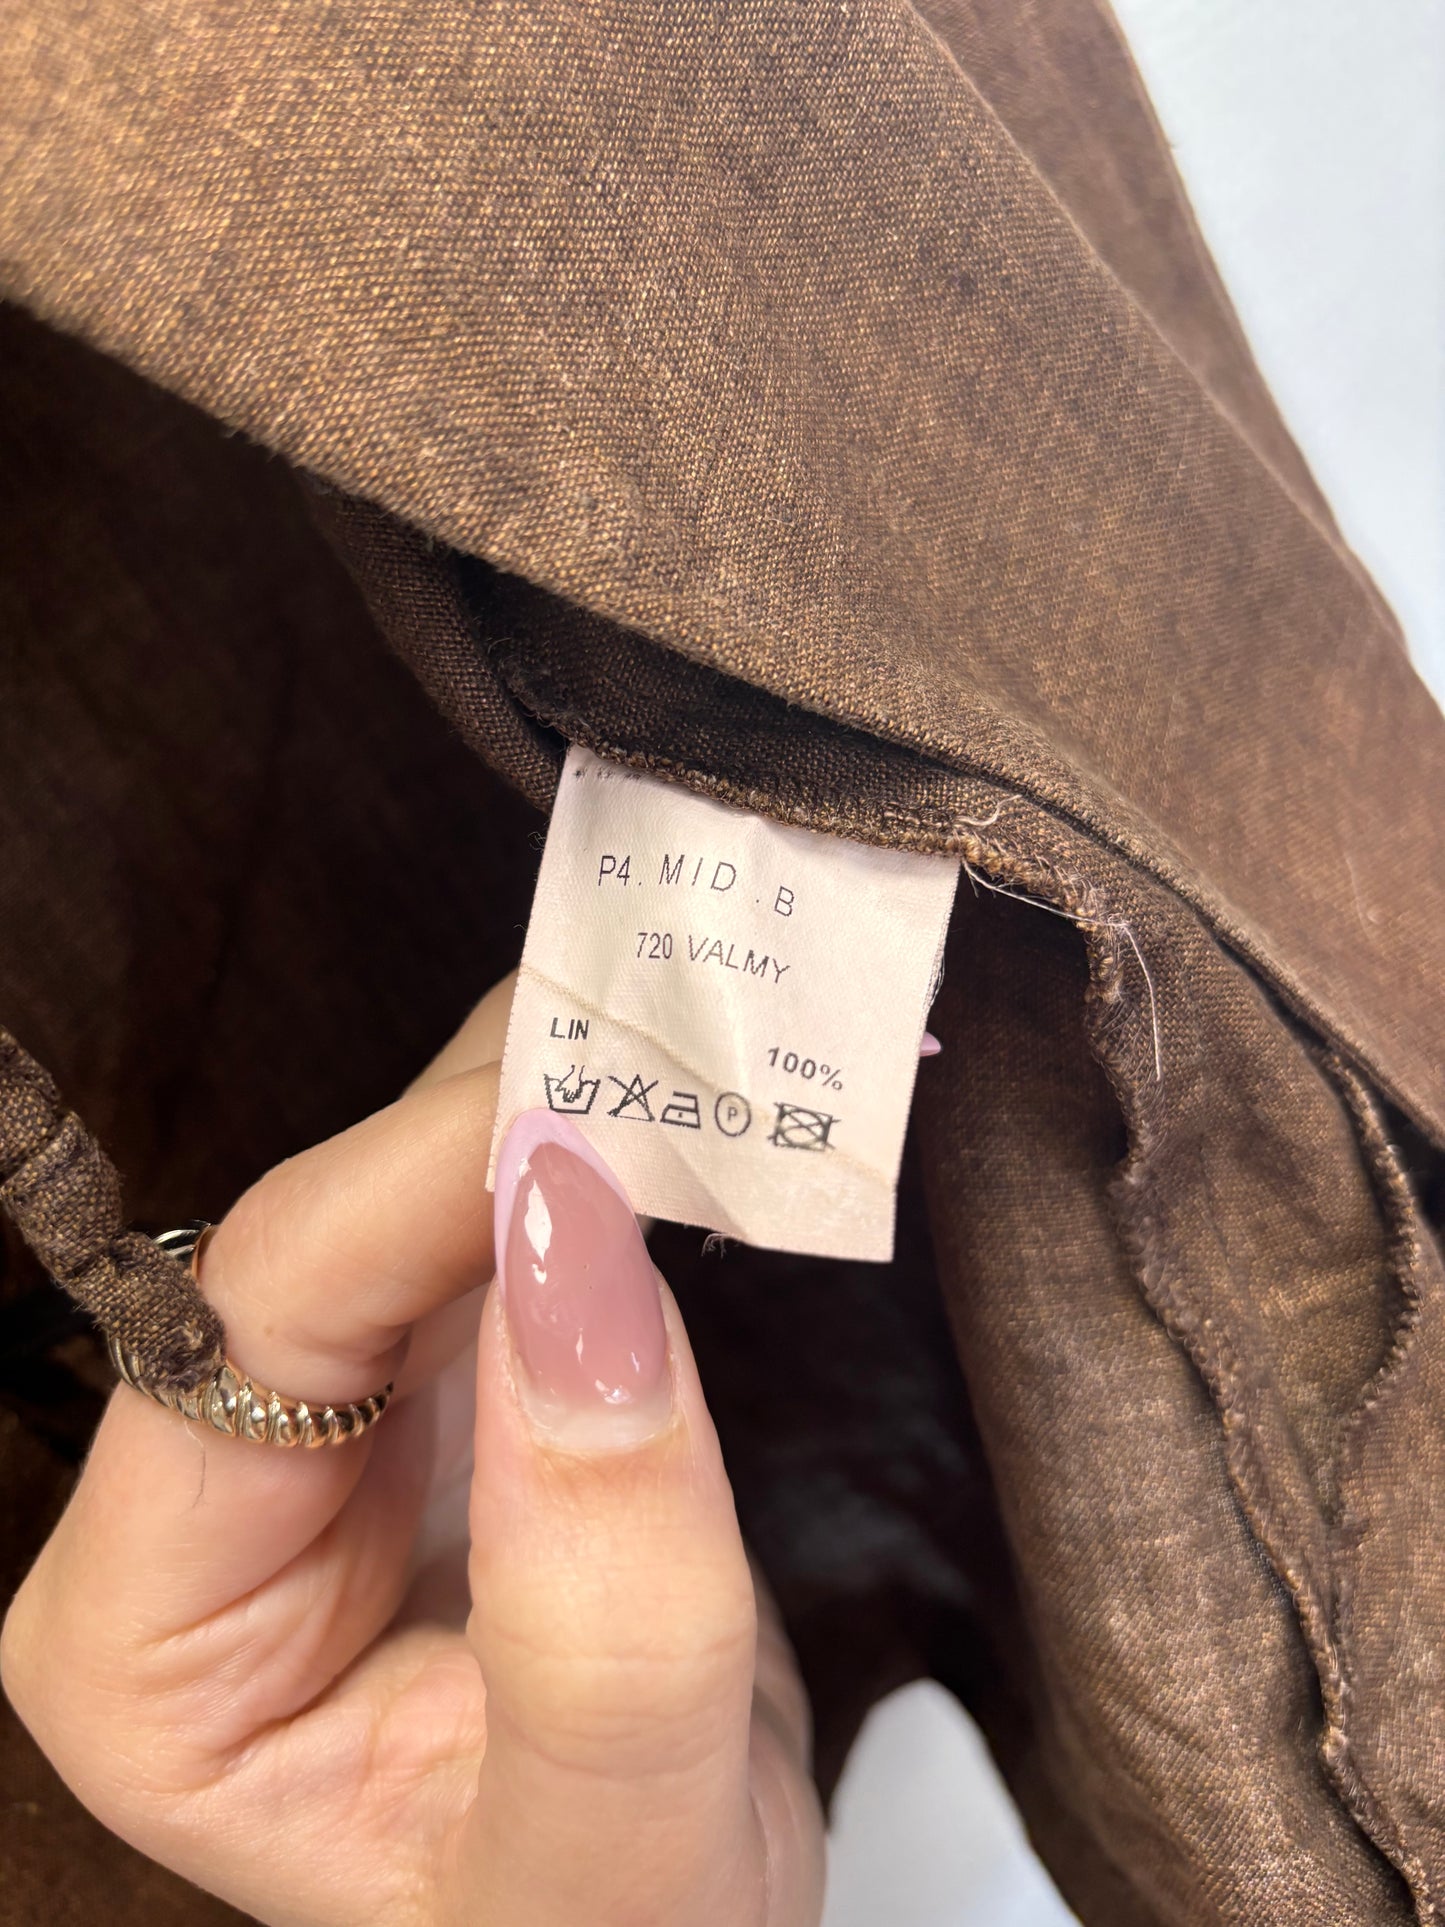 P4. MID .B
720 VALMY
LIN 100%
P